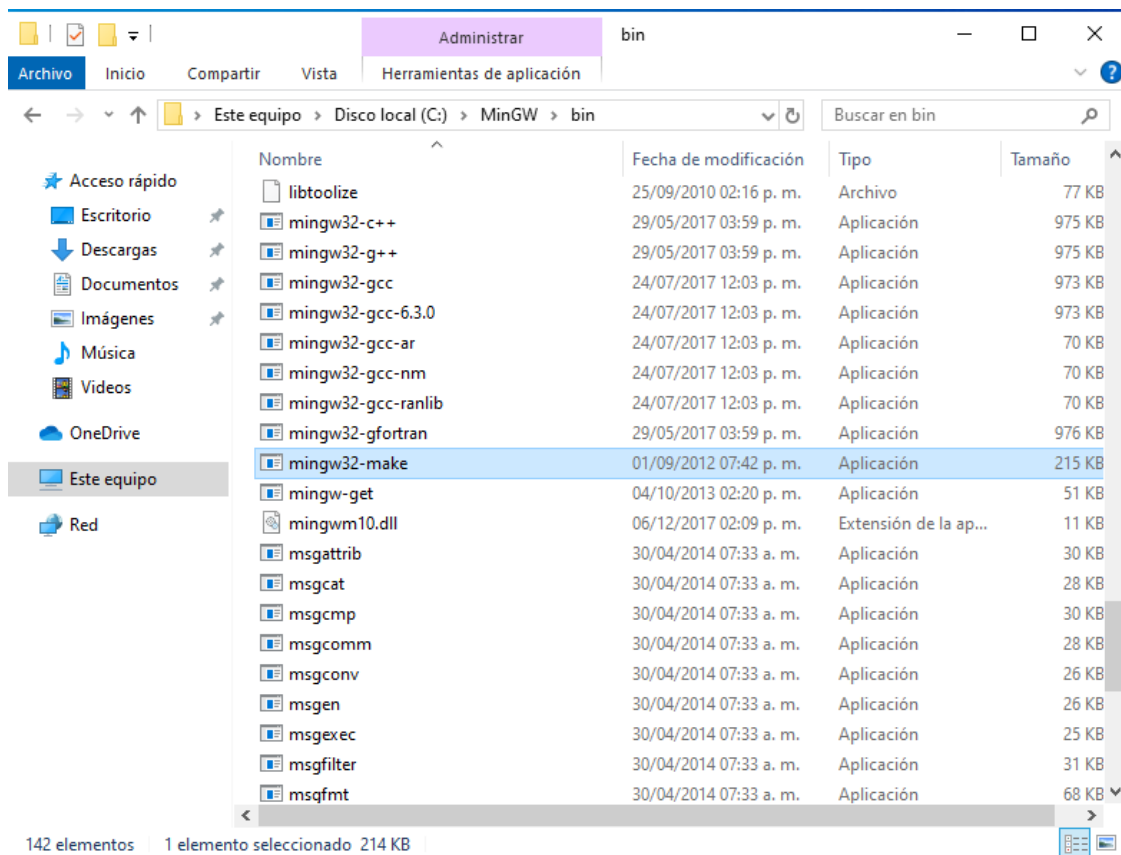 Administrar bin
Archivo Inicio Compartir Vista Herramientas de aplicación
Este equipo > Disco local (C:) > MinGW > bin Buscar en bin
Acceso rápido
Escritorio
Descargas
Documentos
Imágenes
Música
Videos
OneDrive
Este equipo
Red
Nombre Fecha de modificación Tipo Tamaño
libtoolize 25/09/2010 02:16 p. m. Archivo 77 KB
mingw32-c++ 29/05/2017 03:59 p. m. Aplicación 975 KB
mingw32-g++ 29/05/2017 03:59 p. m. Aplicación 975 KB
mingw32-gcc 24/07/2017 12:03 p. m. Aplicación 973 KB
mingw32-gcc-6.3.0 24/07/2017 12:03 p. m. Aplicación 973 KB
mingw32-gcc-ar 24/07/2017 12:03 p. m. Aplicación 70 KB
mingw32-gcc-nm 24/07/2017 12:03 p. m. Aplicación 70 KB
mingw32-gcc-ranlib 24/07/2017 12:03 p. m. Aplicación 70 KB
mingw32-gfortran 29/05/2017 03:59 p. m. Aplicación 976 KB
mingw32-make 01/09/2012 07:42 p. m. Aplicación 215 KB
mingw-get 04/10/2013 02:20 p. m. Aplicación 51 KB
mingwm10.dll 06/12/2017 02:09 p. m. Extensión de la ap... 11 KB
msgattrib 30/04/2014 07:33 a. m. Aplicación 30 KB
msgcat 30/04/2014 07:33 a. m. Aplicación 28 KB
msgcmp 30/04/2014 07:33 a. m. Aplicación 30 KB
msgcomm 30/04/2014 07:33 a. m. Aplicación 28 KB
msgconv 30/04/2014 07:33 a. m. Aplicación 26 KB
msgen 30/04/2014 07:33 a. m. Aplicación 26 KB
msgexec 30/04/2014 07:33 a. m. Aplicación 25 KB
msgfilter 30/04/2014 07:33 a. m. Aplicación 31 KB
msgfmt 30/04/2014 07:33 a. m. Aplicación 68 KB
142 elementos 1 elemento seleccionado 214 KB